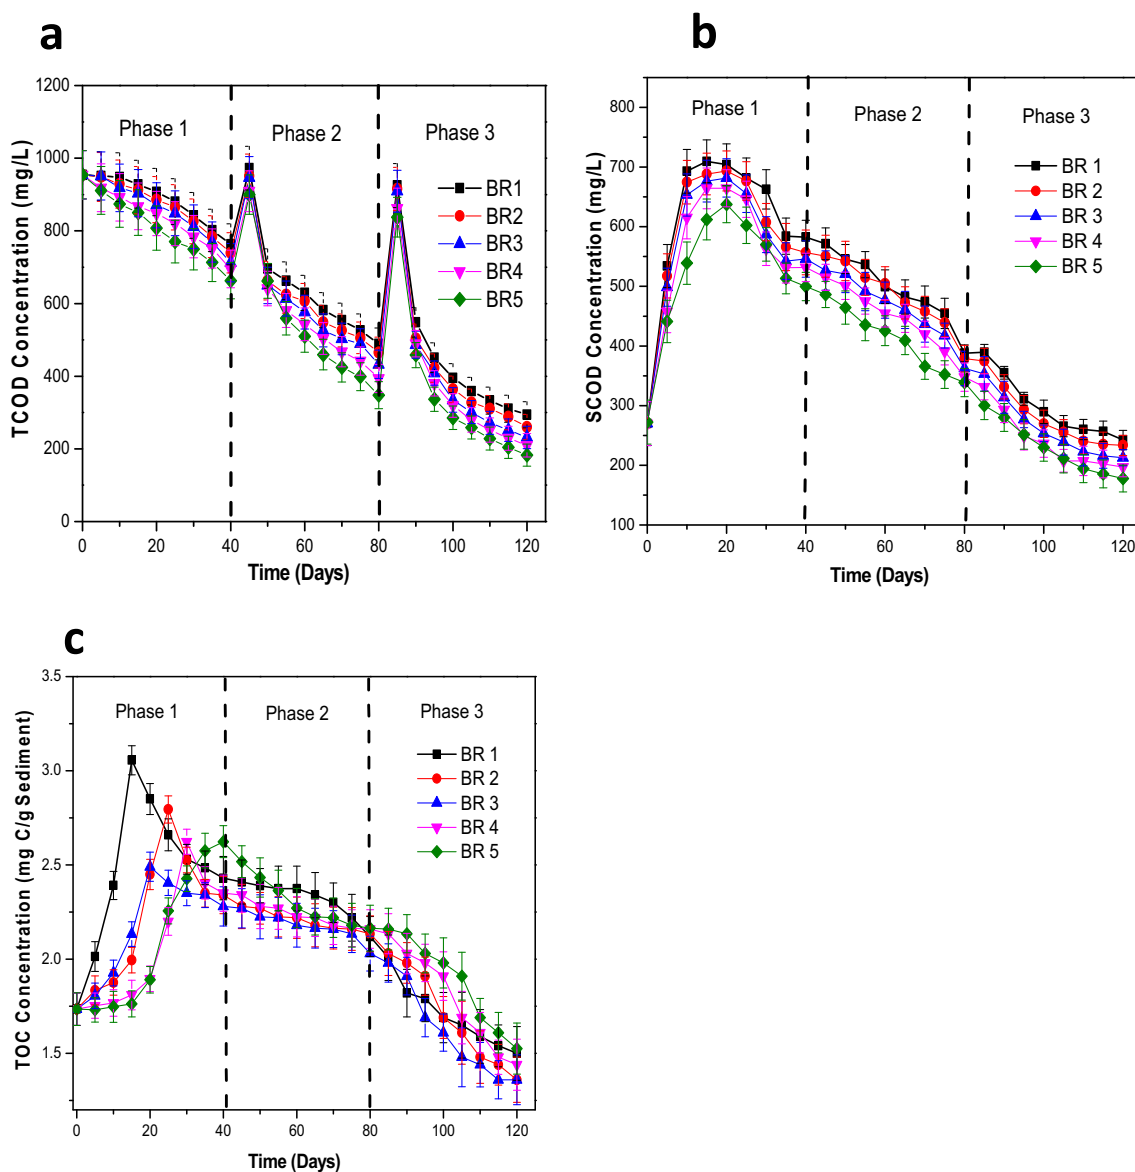 a
1200
1000
800
600
400
200
0
TCOD Concentration (mg/L)
Phase 1
Phase 2
Phase 3
BR1
BR2
BR3
BR4
BR5
0 20 40 60 80 100 120
Time (Days)
b
800
700
600
500
400
300
200
100
SCOD Concentration (mg/L)
Phase 1
Phase 2
Phase 3
BR 1
BR 2
BR 3
BR 4
BR 5
0 20 40 60 80 100 120
Time (Days)
c
3.5
3.0
2.5
2.0
1.5
TOC Concentration (mg C/g Sediment)
Phase 1
Phase 2
Phase 3
BR 1
BR 2
BR 3
BR 4
BR 5
0 20 40 60 80 100 120
Time (Days)